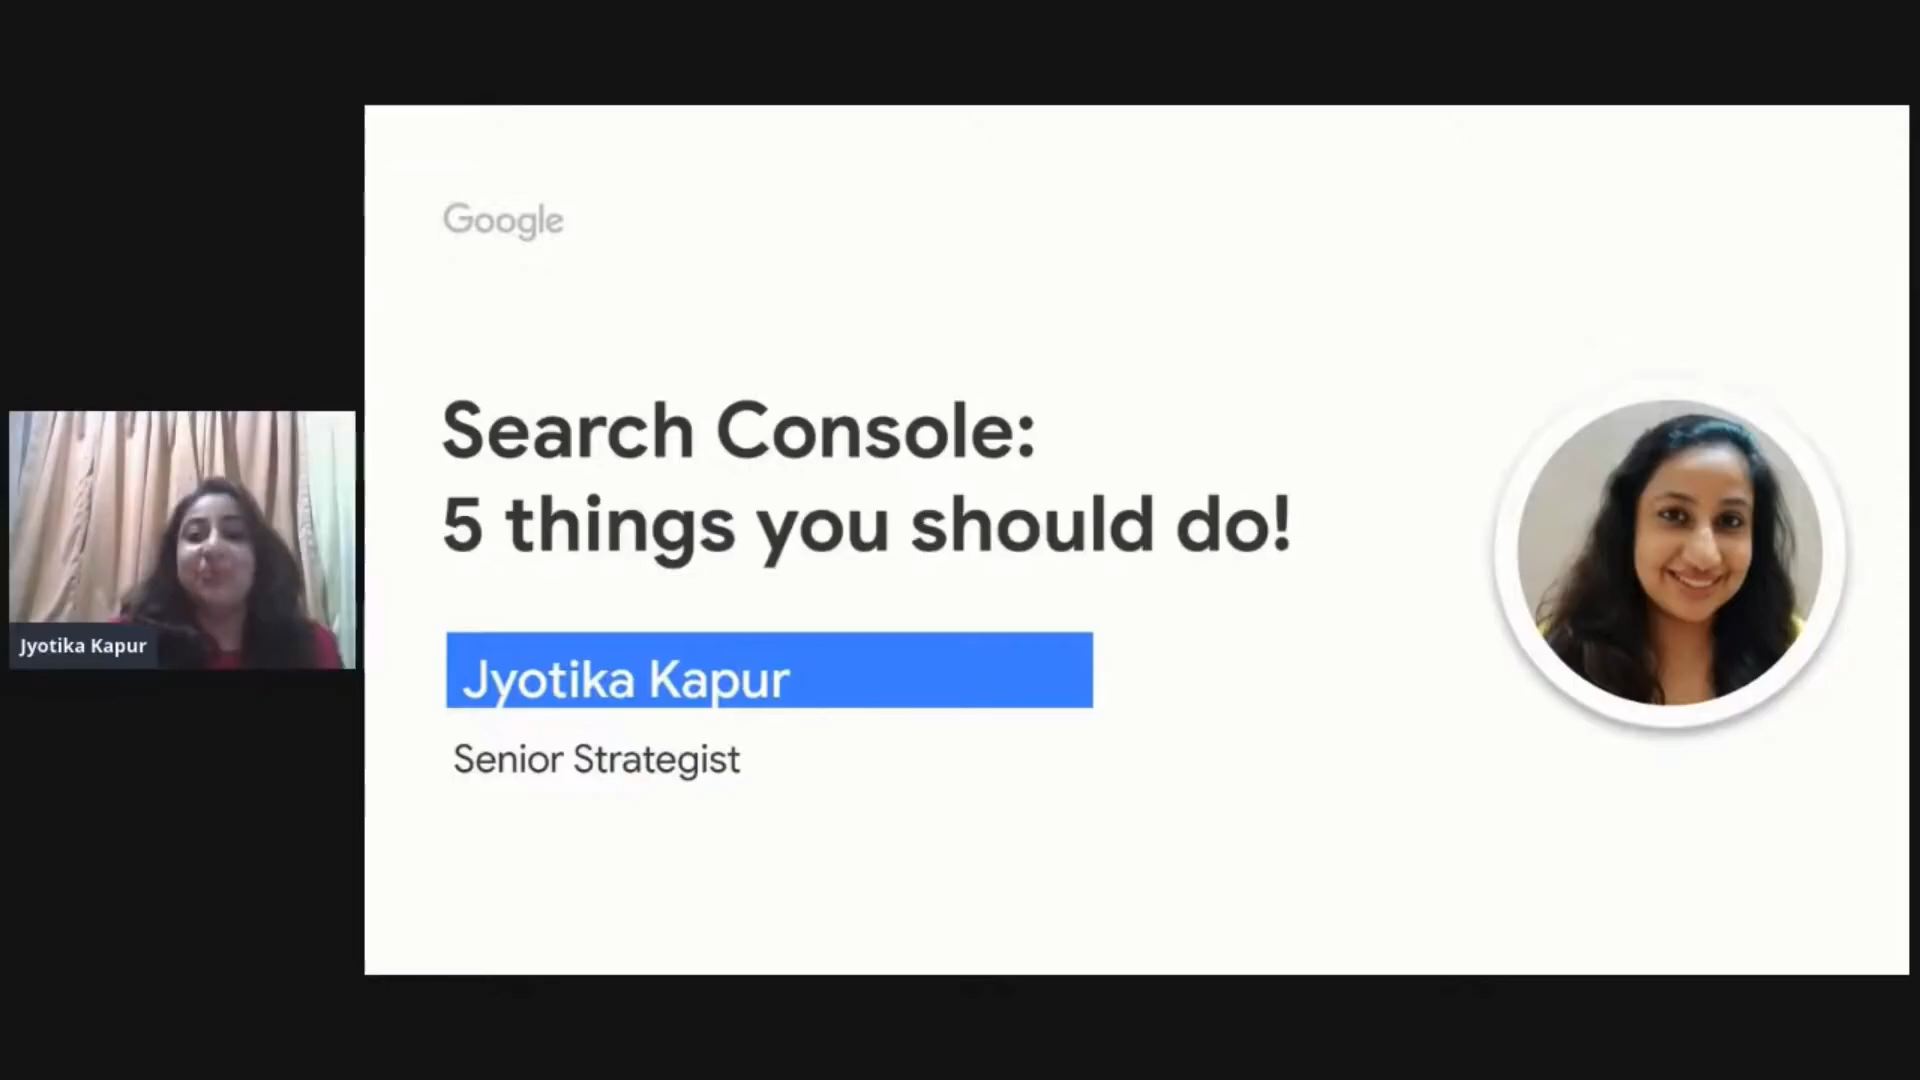 Google
Search Console:
5 things you should do!
Jyotika Kapur
Senior Strategist
Jyotika Kapur